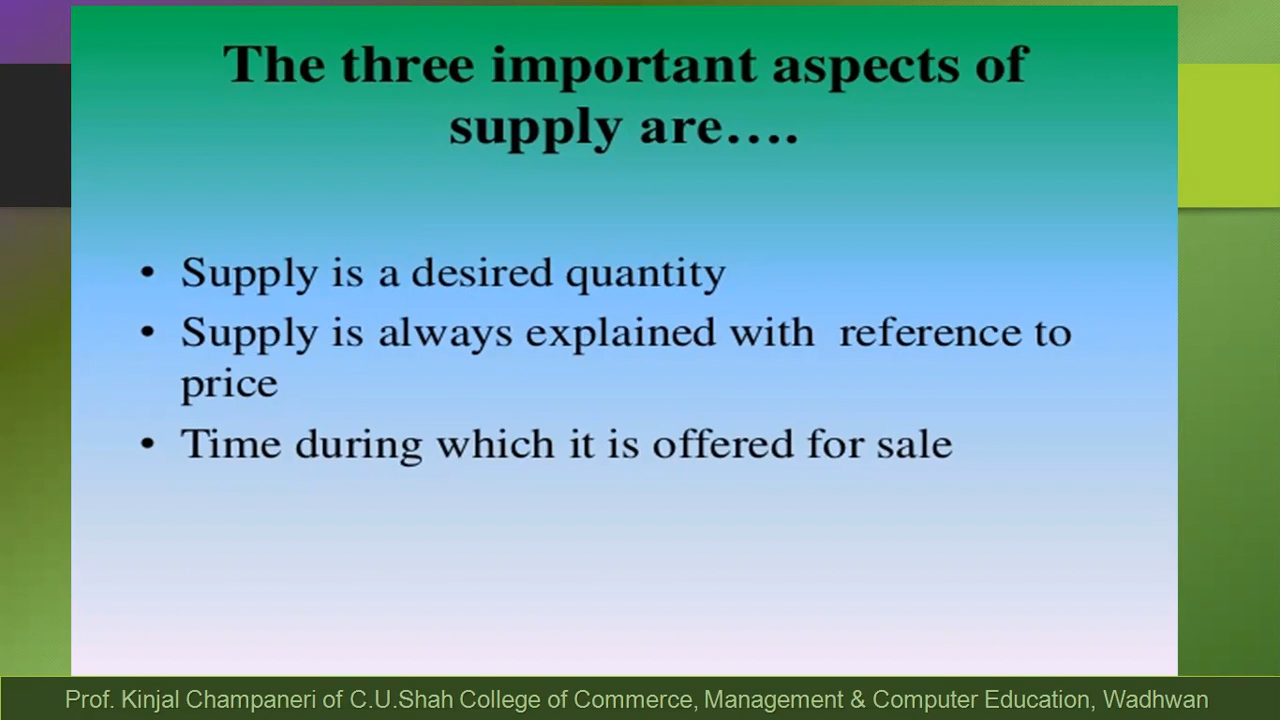 The three important aspects of
supply are….
• Supply is a desired quantity
• Supply is always explained with reference to
price
• Time during which it is offered for sale
Prof. Kinjal Champaneri of C.U.Shah College of Commerce, Management & Computer Education, Wadhwan